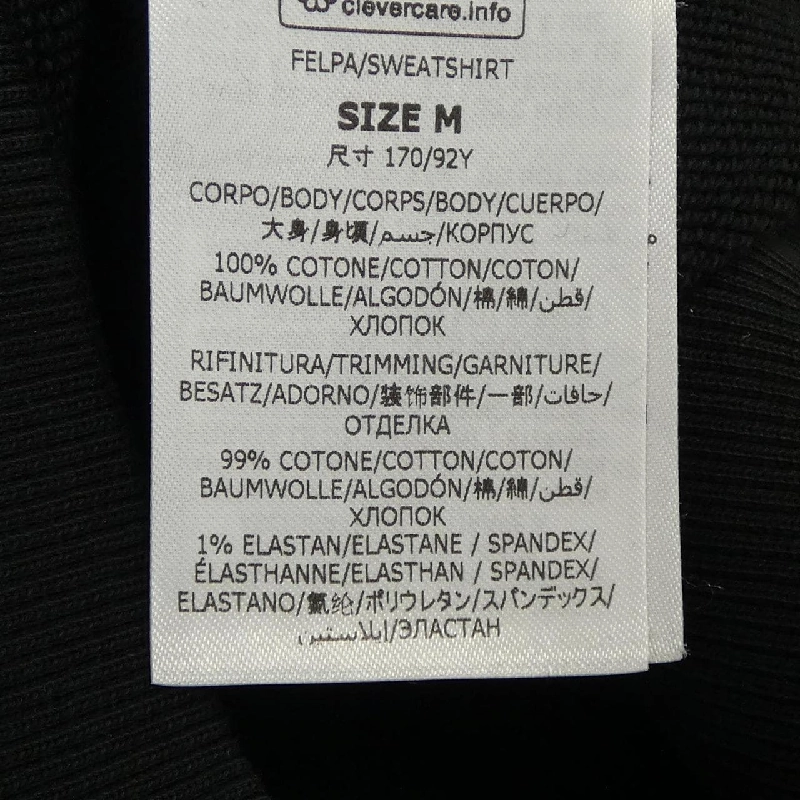 clevercare.info
FELPA/SWEATSHIRT
SIZE M
尺寸 170/92Y
CORPO/BODY/CORPS/BODY/CUERPO/
大身/身頃/جسم/КОРПУС
100% COTONE/COTTON/COTON/
BAUMWOLLE/ALGODÓN/棉/綿/قطن/
ХЛОПОК
RIFINITURA/TRIMMING/GARNITURE/
BESATZ/ADORNO/装饰部件/一部/حافات/
ОТДЕЛКА
99% COTONE/COTTON/COTON/
BAUMWOLLE/ALGODÓN/棉/綿/قطن/
ХЛОПОК
1% ELASTAN/ELASTANE / SPANDEX/
ÉLASTHANNE/ELASTHAN / SPANDEX/
ELASTANO/氨纶/ポリウレタン/スパンデックス/
إيلاستين/ЭЛАСТАН